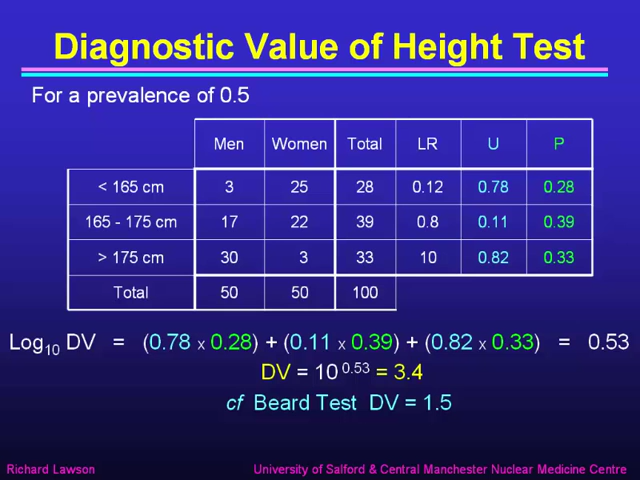 Diagnostic Value of Height Test
For a prevalence of 0.5
Men Women Total LR U P
< 165 cm 3 25 28 0.12 0.78 0.28
165 - 175 cm 17 22 39 0.8 0.11 0.39
> 175 cm 30 3 33 10 0.82 0.33
Total 50 50 100
Log10 DV = (0.78 x 0.28) + (0.11 x 0.39) + (0.82 x 0.33) = 0.53
DV = 10 0.53 = 3.4
cf Beard Test DV = 1.5
Richard Lawson University of Salford & Central Manchester Nuclear Medicine Centre